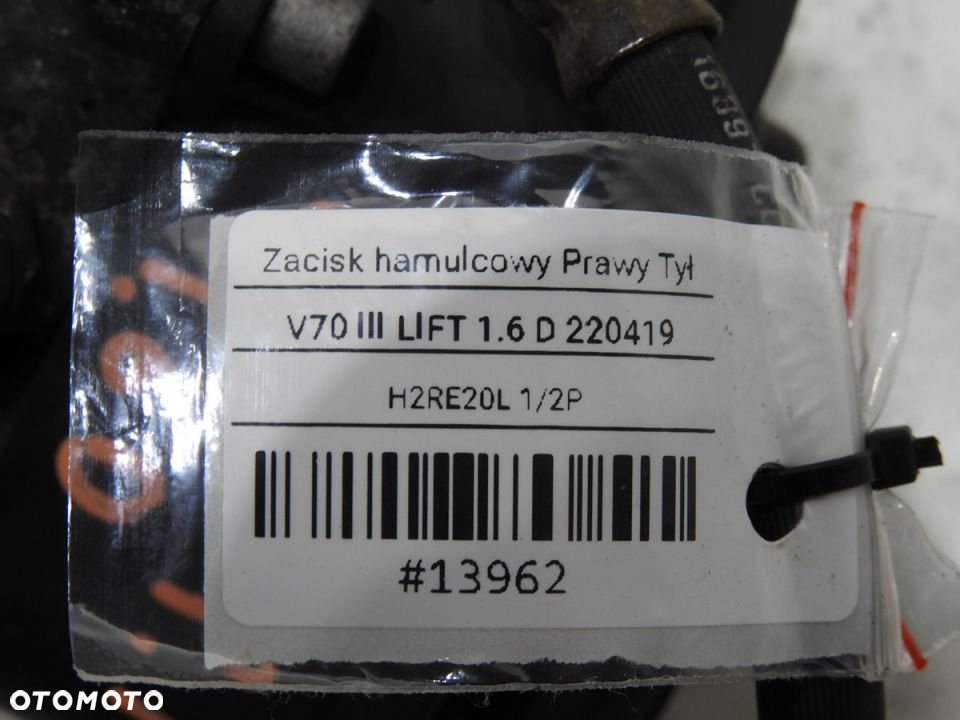 Zacisk hamulcowy Prawy Tył
V70 III LIFT 1.6 D 220419
H2RE20L 1/2P
#13962
OTOMOTO